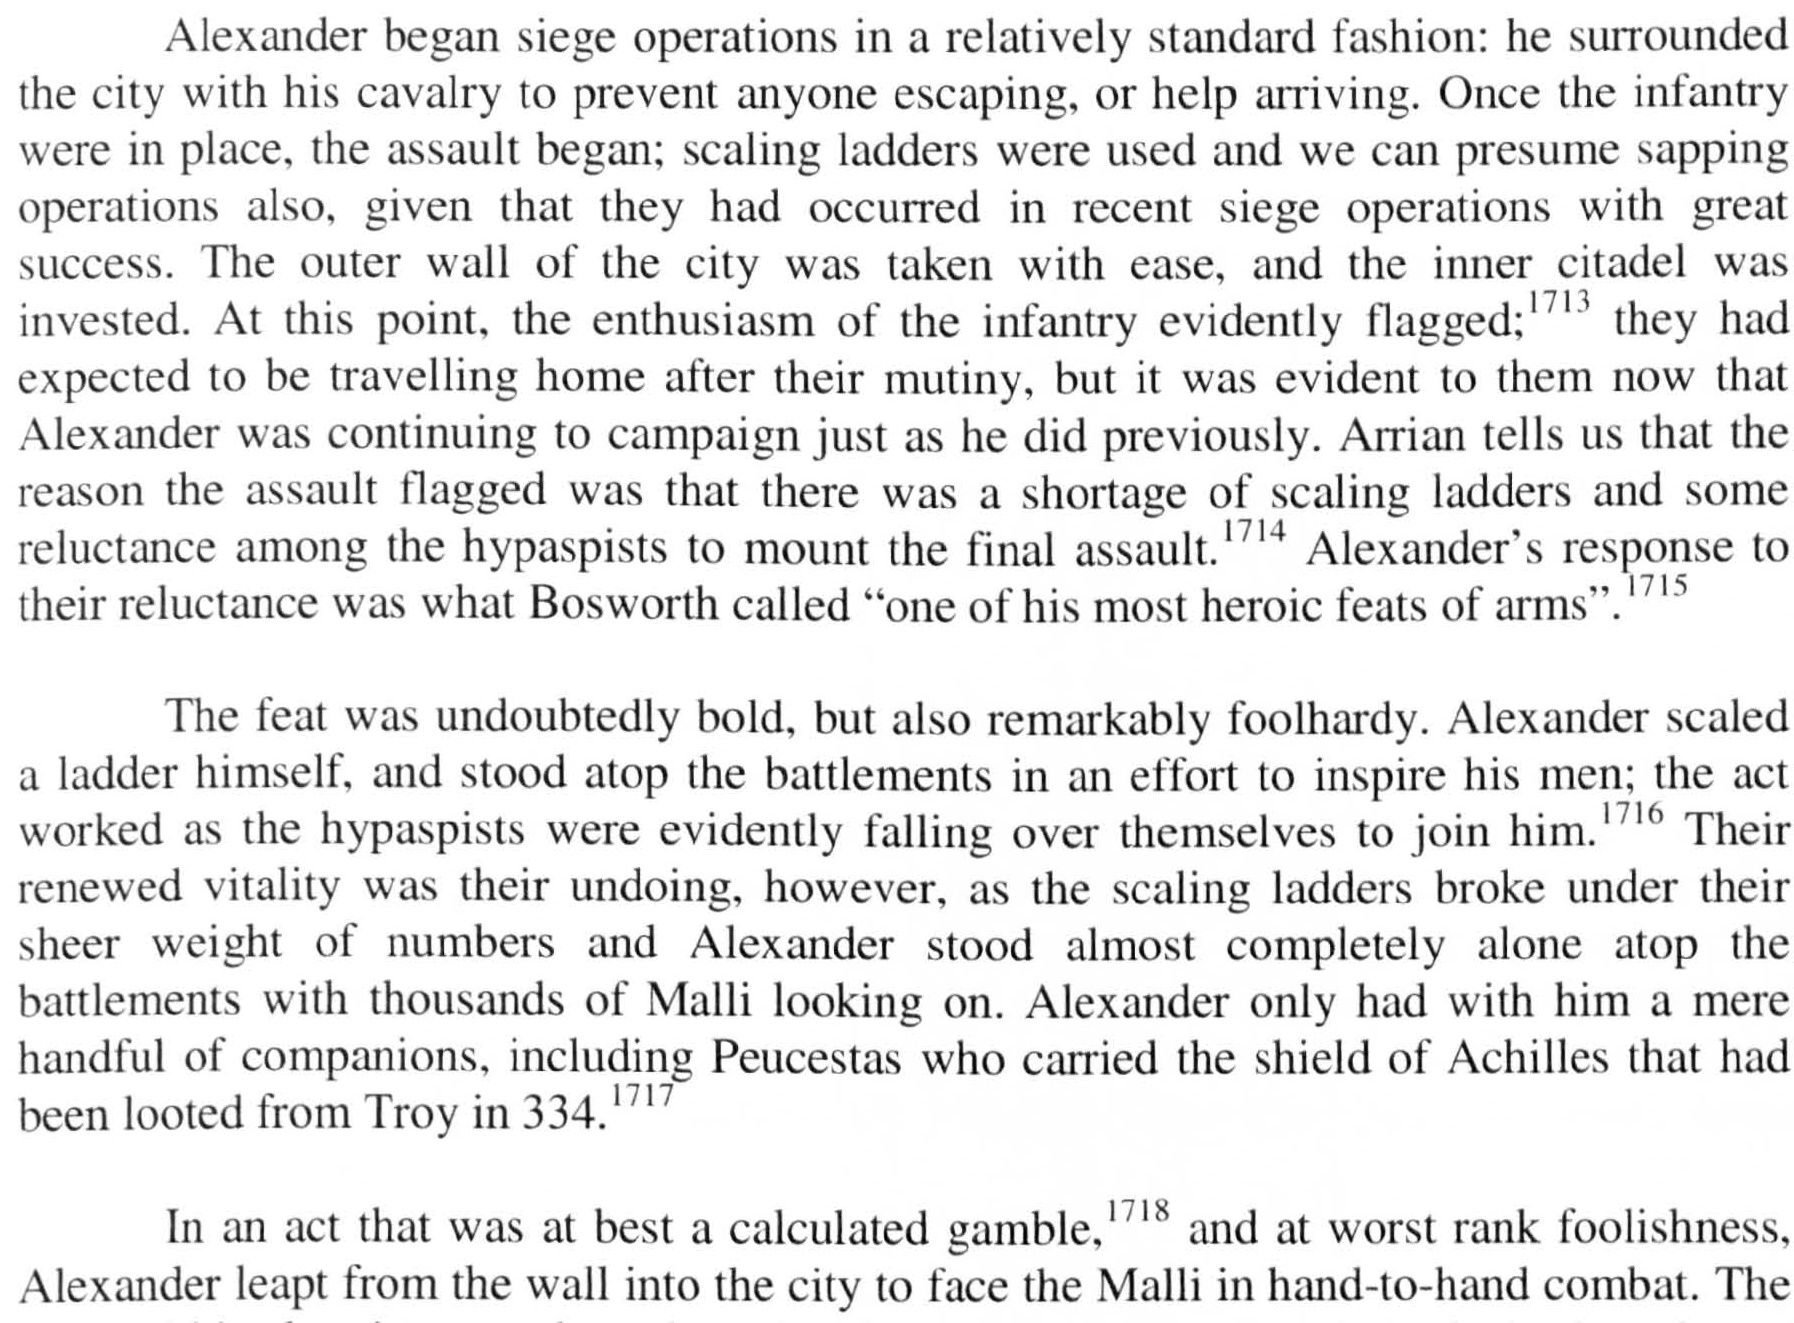 Alexander began siege operations in a relatively standard fashion: he surrounded
the city with his cavalry to prevent anyone escaping, or help arriving. Once the infantry
were in place, the assault began; scaling ladders were used and we can presume sapping
operations also, given that they had occurred in recent siege operations with great
success. The outer wall of the city was taken with ease, and the inner citadel was
invested. At this point, the enthusiasm of the infantry evidently flagged;1713 they had
expected to be travelling home after their mutiny, but it was evident to them now that
Alexander was continuing to campaign just as he did previously. Arrian tells us that the
reason the assault flagged was that there was a shortage of scaling ladders and some
reluctance among the hypaspists to mount the final assault.1714 Alexander's response to
their reluctance was what Bosworth called “one of his most heroic feats of arms”.1715
The feat was undoubtedly bold, but also remarkably foolhardy. Alexander scaled
a ladder himself, and stood atop the battlements in an effort to inspire his men; the act
worked as the hypaspists were evidently falling over themselves to join him.1716 Their
renewed vitality was their undoing, however, as the scaling ladders broke under their
sheer weight of numbers and Alexander stood almost completely alone atop the
battlements with thousands of Malli looking on. Alexander only had with him a mere
handful of companions, including Peucestas who carried the shield of Achilles that had
been looted from Troy in 334.1717
In an act that was at best a calculated gamble,1718 and at worst rank foolishness,
Alexander leapt from the wall into the city to face the Malli in hand-to-hand combat. The